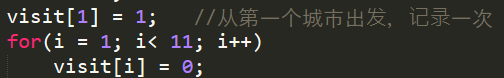 visit[1] = 1;   //从第一个城市出发，记录一次
for(i = 1; i< 11; i++)
    visit[i] = 0;